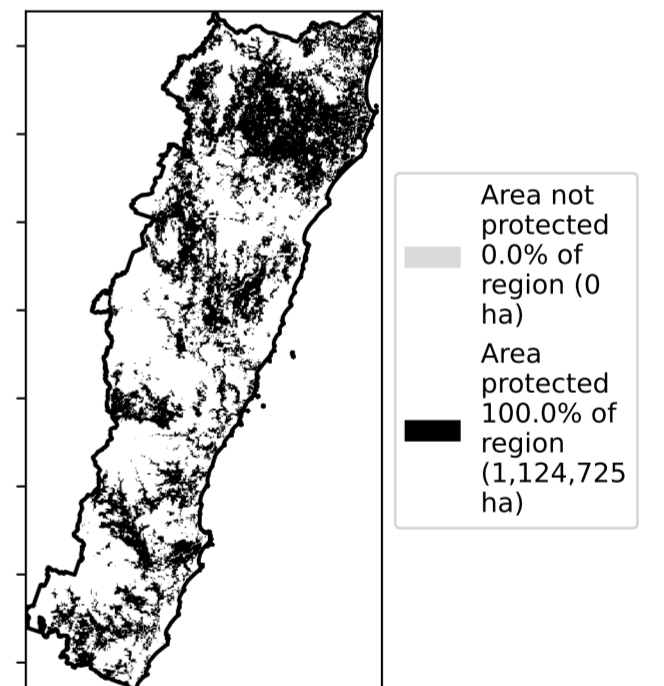 Area not
protected
0.0% of
region (0
ha)
Area
protected
100.0% of
region
(1,124,725
ha)